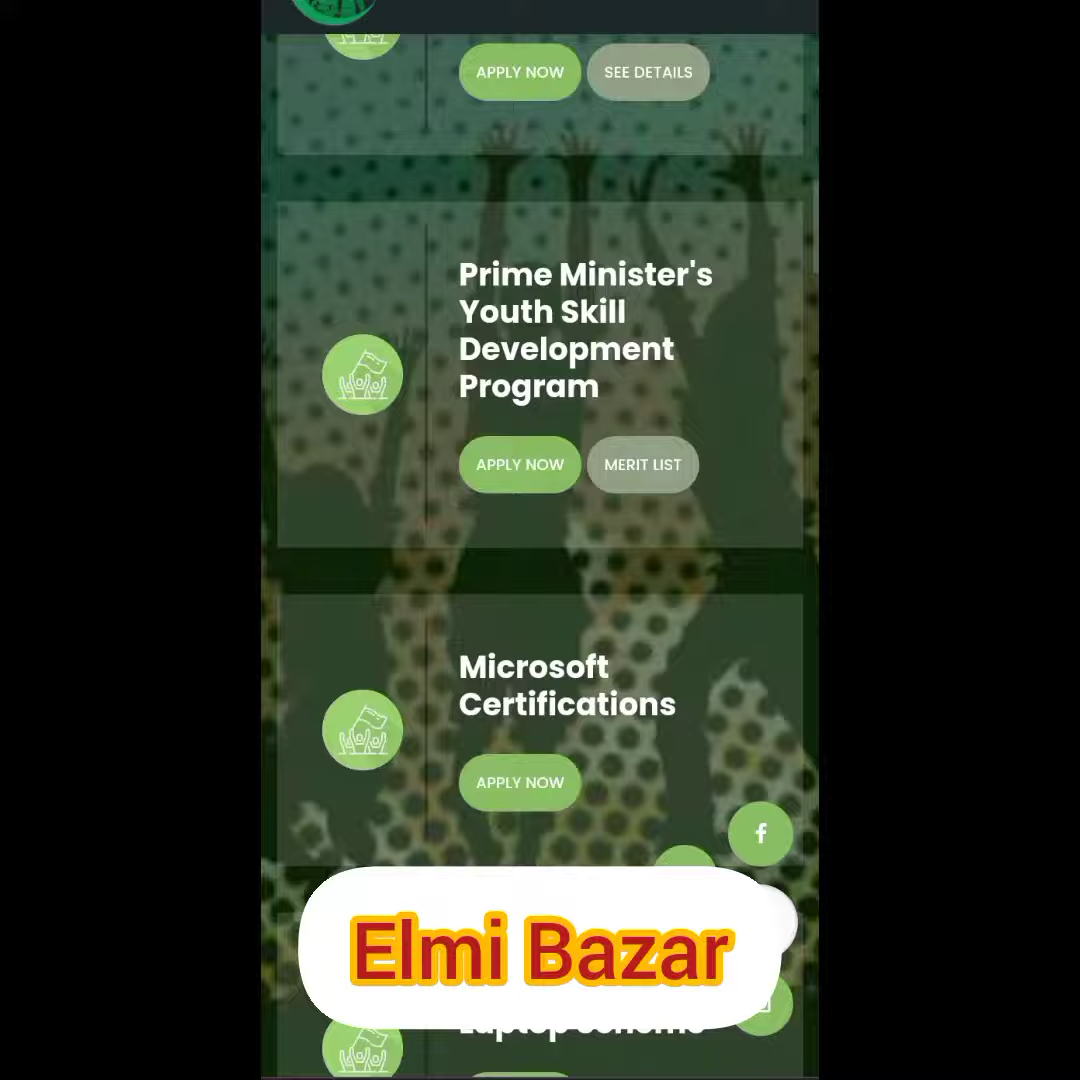 APPLY NOW SEE DETAILS
Prime Minister's
Youth Skill
Development
Program
APPLY NOW MERIT LIST
Microsoft
Certifications
APPLY NOW
f
Elmi Bazar